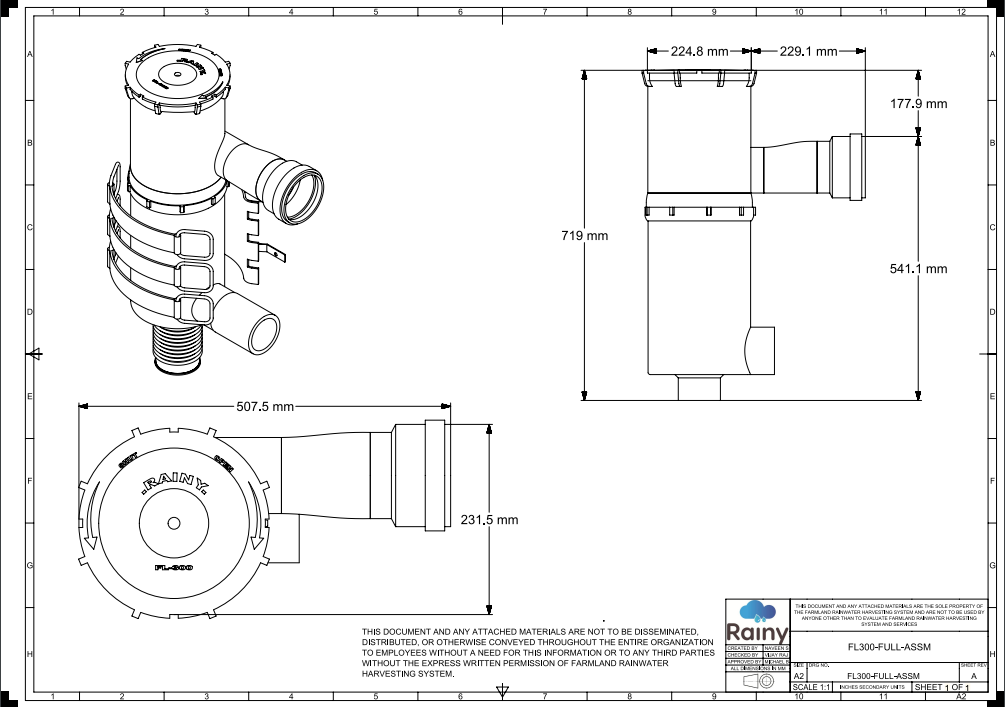 1 2 3 4 5 6 7 8 9 10 11 12
A A
B B
C C
D D
E E
F F
G G
H H
RAINY
224.8 mm
229.1 mm
177.9 mm
719 mm
541.1 mm
507.5 mm
SHUT OPEN
.RAINY.
FL-300
231.5 mm
THIS DOCUMENT AND ANY ATTACHED MATERIALS ARE NOT TO BE DISSEMINATED,
DISTRIBUTED, OR OTHERWISE CONVEYED THROUGHOUT THE ENTIRE ORGANIZATION
TO EMPLOYEES WITHOUT A NEED FOR THIS INFORMATION OR TO ANY THIRD PARTIES
WITHOUT THE EXPRESS WRITTEN PERMISSION OF FARMLAND RAINWATER
HARVESTING SYSTEM.
Rainy
CREATED BY NAVEEN S
CHECKED BY VIJAY RAJ
APPROVED BY MICHAEL B
ALL DIMENSIONS IN MM
THIS DOCUMENT AND ANY ATTACHED MATERIALS ARE THE SOLE PROPERTY OF
THE FARMLAND RAINWATER HARVESTING SYSTEM AND ARE NOT TO BE USED BY
ANYONE OTHER THAN TO EVALUATE FARMLAND RAINWATER HARVESTING
SYSTEM AND SERVICES
FL300-FULL-ASSM
SIZE DRG NO. SHEET REV
A2 FL300-FULL-ASSM A
SCALE 1:1 INCHES SECONDARY UNITS SHEET 1 OF 1
1 2 3 4 5 6 7 8 9 10 11 A2